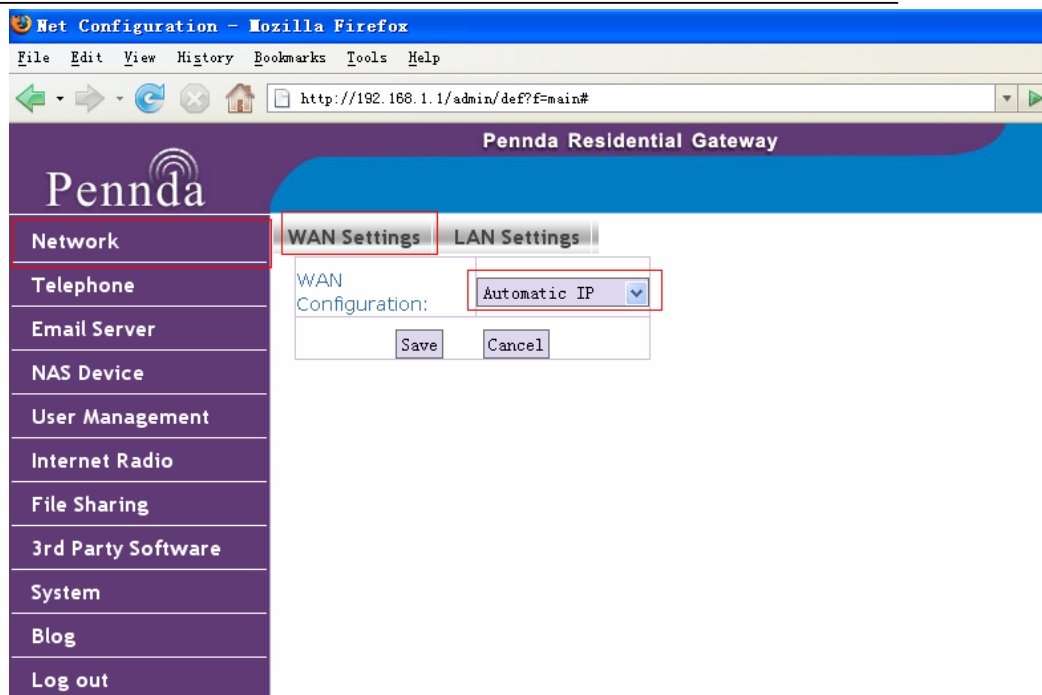 Net Configuration - Mozilla Firefox
File Edit View History Bookmarks Tools Help
http://192.168.1.1/admin/def?f=main#
Pennda Residential Gateway
Pennda
Network
WAN Settings LAN Settings
WAN
Configuration:
Automatic IP
Save Cancel
Telephone
Email Server
NAS Device
User Management
Internet Radio
File Sharing
3rd Party Software
System
Blog
Log out